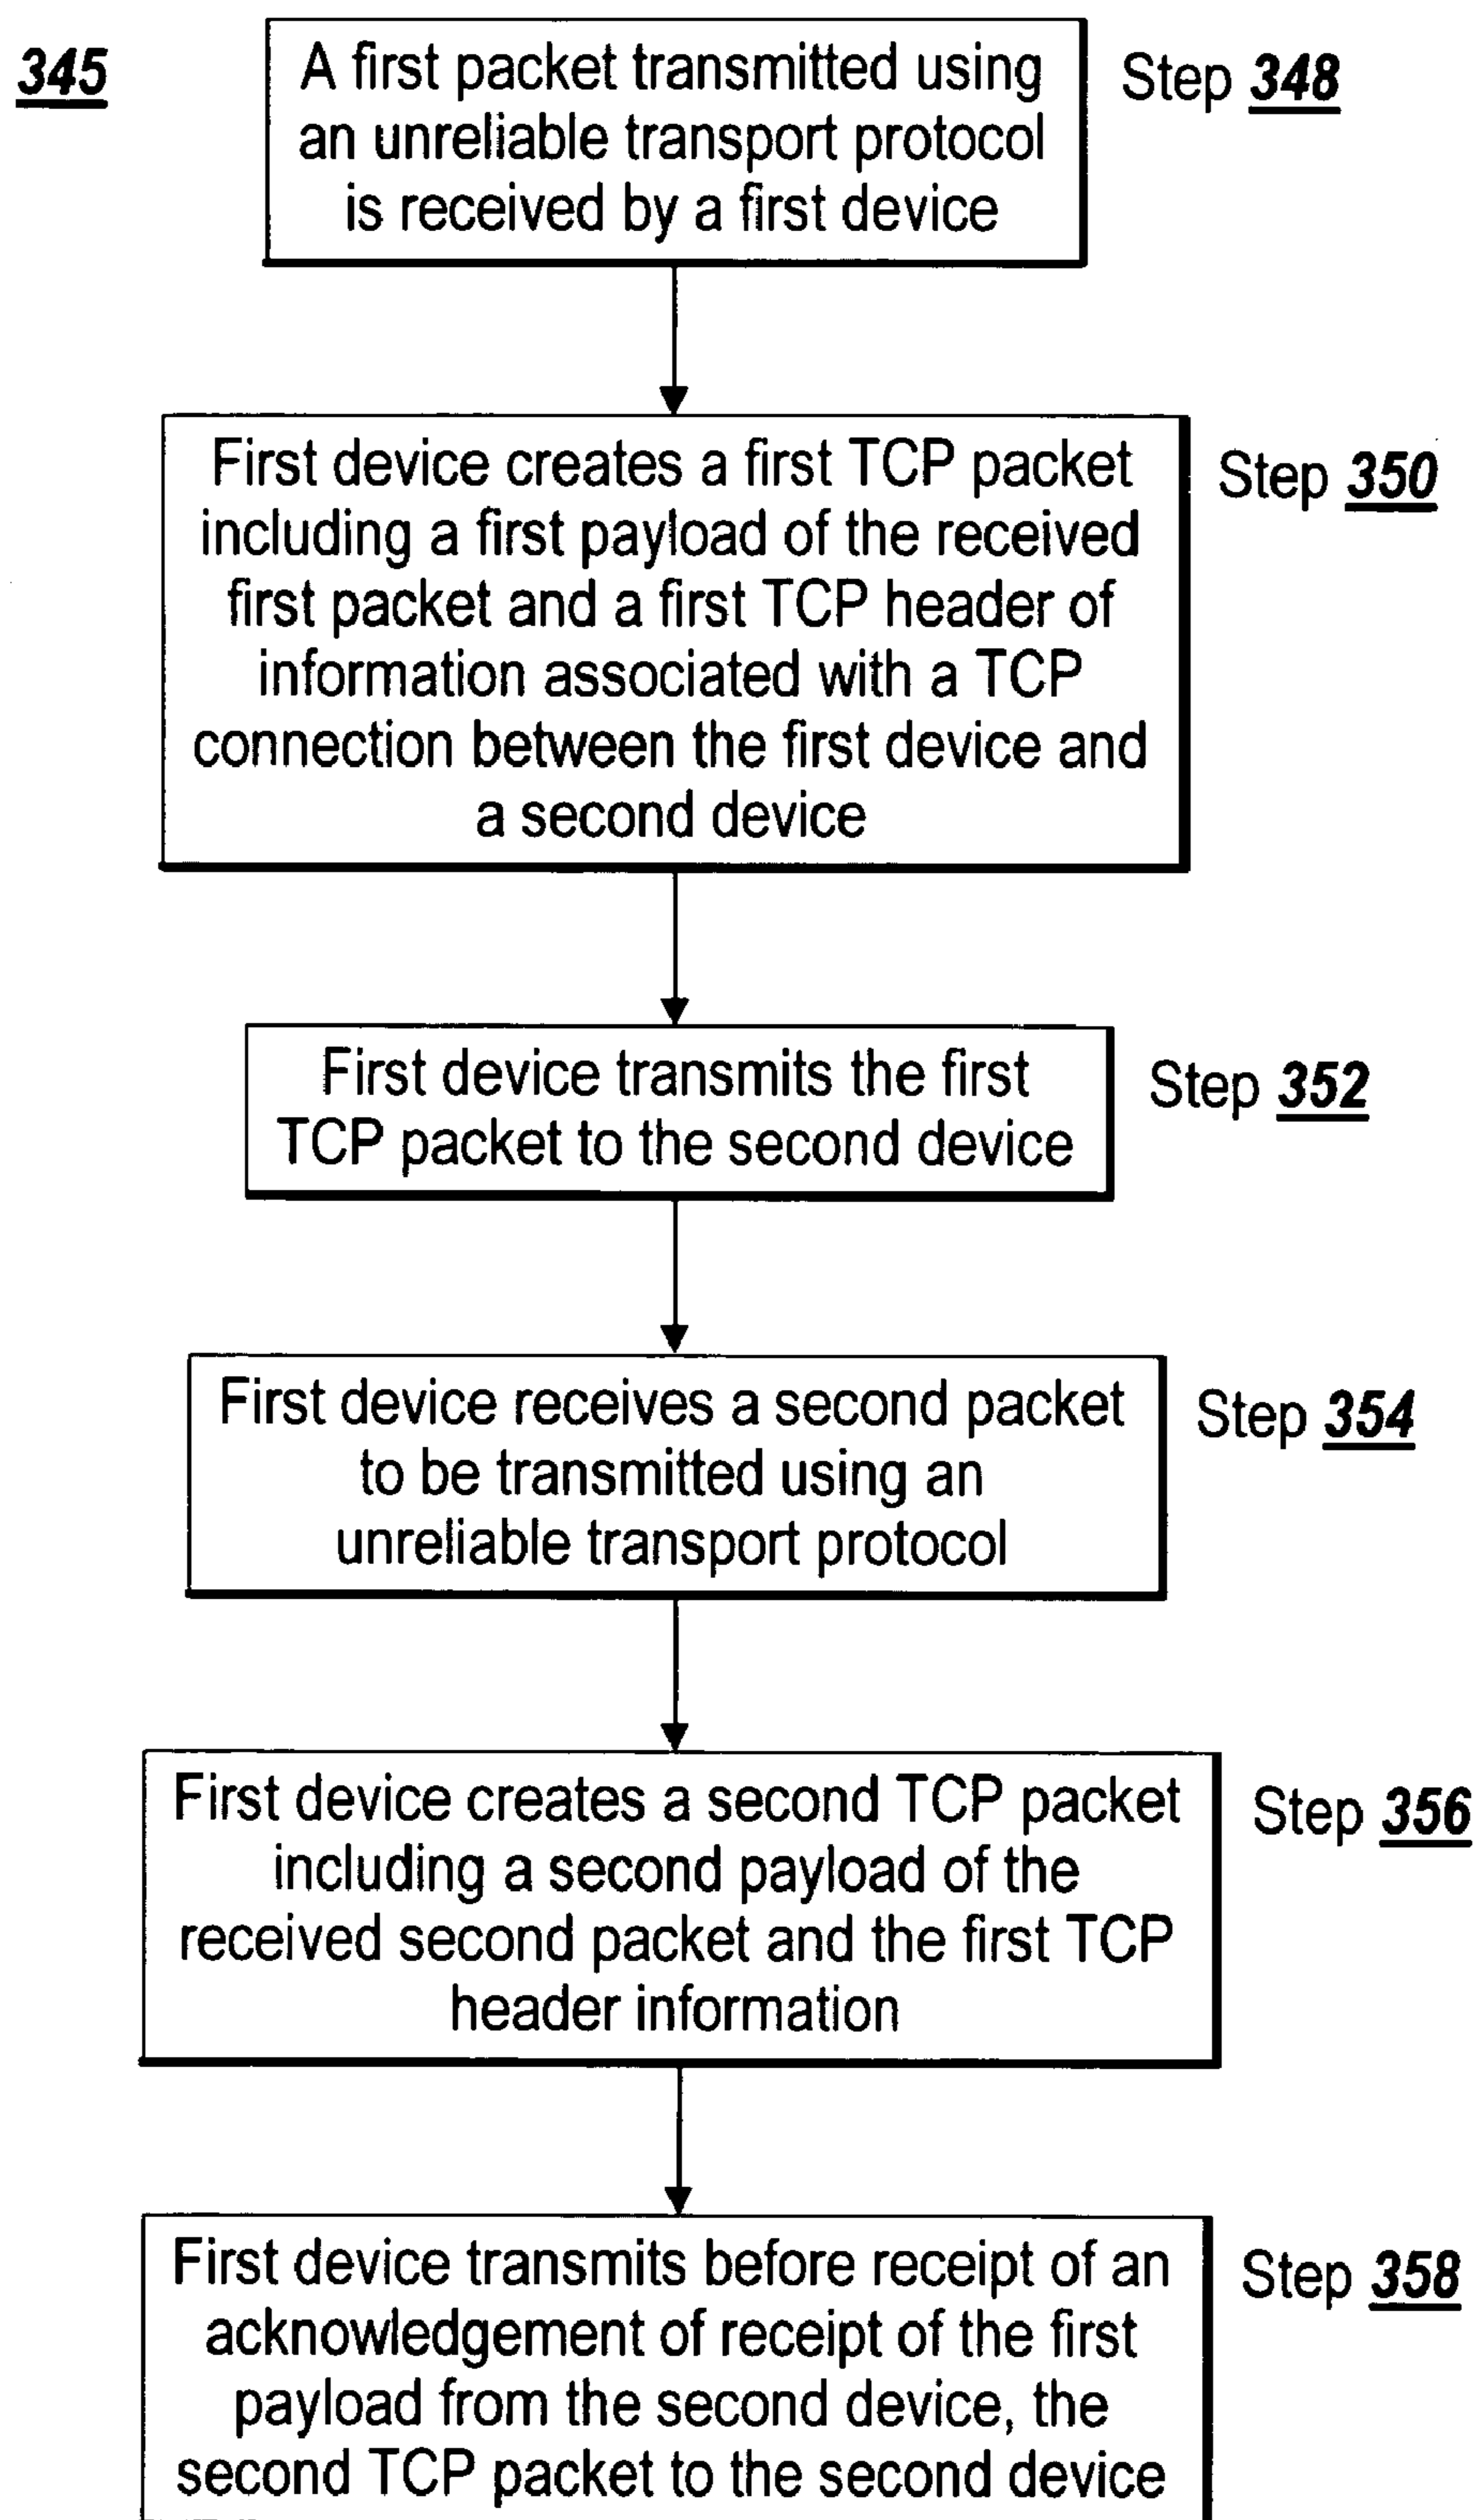 345
A first packet transmitted using
an unreliable transport protocol
is received by a first device
Step 348
First device creates a first TCP packet
including a first payload of the received
first packet and a first TCP header of
information associated with a TCP
connection between the first device and
a second device
Step 350
First device transmits the first
TCP packet to the second device
Step 352
First device receives a second packet
to be transmitted using an
unreliable transport protocol
Step 354
First device creates a second TCP packet
including a second payload of the
received second packet and the first TCP
header information
Step 356
First device transmits before receipt of an
acknowledgement of receipt of the first
payload from the second device, the
second TCP packet to the second device
Step 358